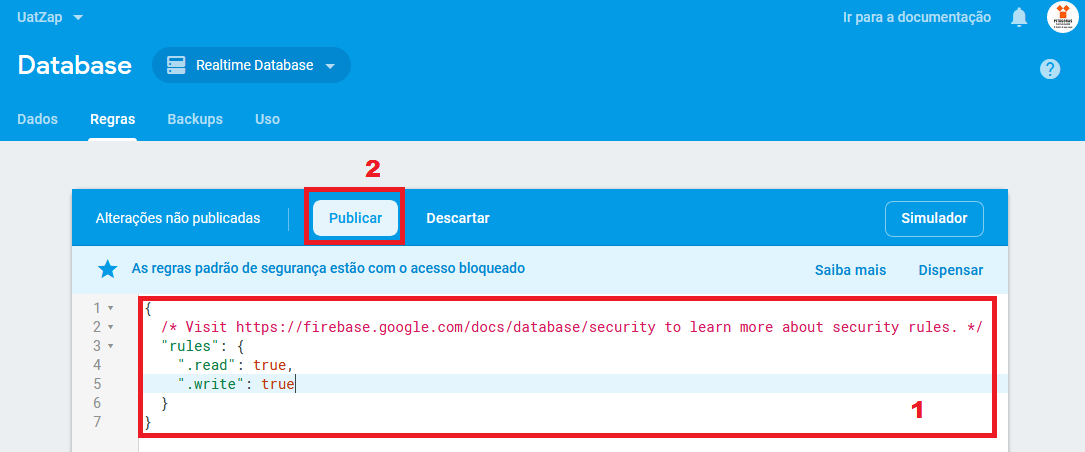 UatZap
Ir para a documentação
Database
Realtime Database
Dados
Regras
Backups
Uso
2
Alterações não publicadas
Publicar
Descartar
Simulador
As regras padrão de segurança estão com o acesso bloqueado
Saiba mais
Dispensar
1 {
2 /* Visit https://firebase.google.com/docs/database/security to learn more about security rules. */
3 "rules": {
4 ".read": true,
5 ".write": true
6 }
7 }
1